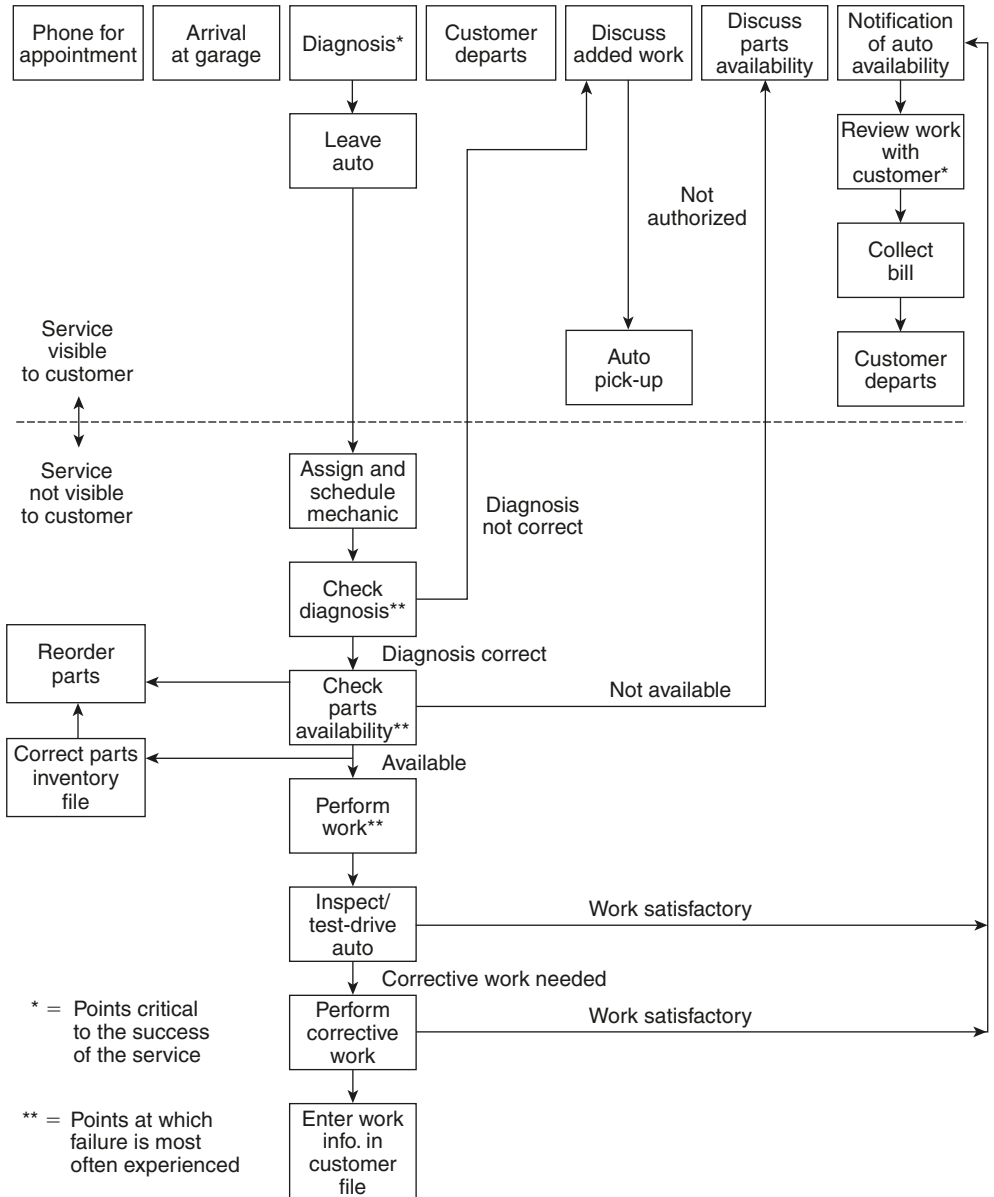 Phone for
appointment
Arrival
at garage
Diagnosis*
Customer
departs
Discuss
added work
Discuss
parts
availability
Notification
of auto
availability
Leave
auto
Review work
with
customer*
Not
authorized
Collect
bill
Service
visible
to customer
Auto
pick-up
Customer
departs
Service
not visible
to customer
Assign and
schedule
mechanic
Diagnosis
not correct
Check
diagnosis**
Diagnosis correct
Reorder
parts
Check
parts
availability**
Not available
Correct parts
inventory
file
Available
Perform
work**
Inspect/
test-drive
auto
Work satisfactory
Corrective work needed
* = Points critical
to the success
of the service
Perform
corrective
work
Work satisfactory
** = Points at which
failure is most
often experienced
Enter work
info. in
customer
file